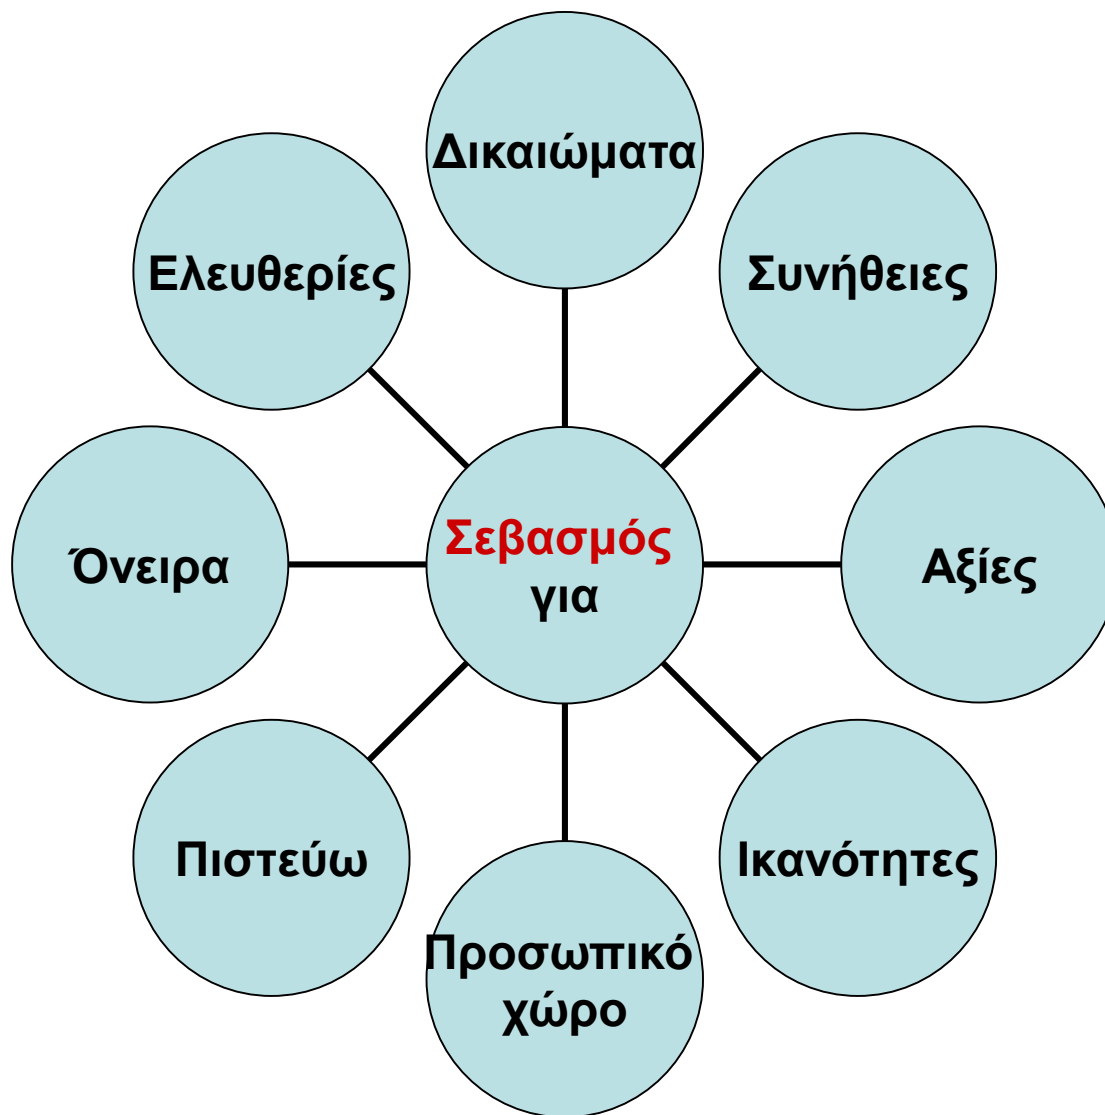 Δικαιώματα
Ελευθερίες
Συνήθειες
Όνειρα
Σεβασμός
για
Αξίες
Πιστεύω
Ικανότητες
Προσωπικό
χώρο